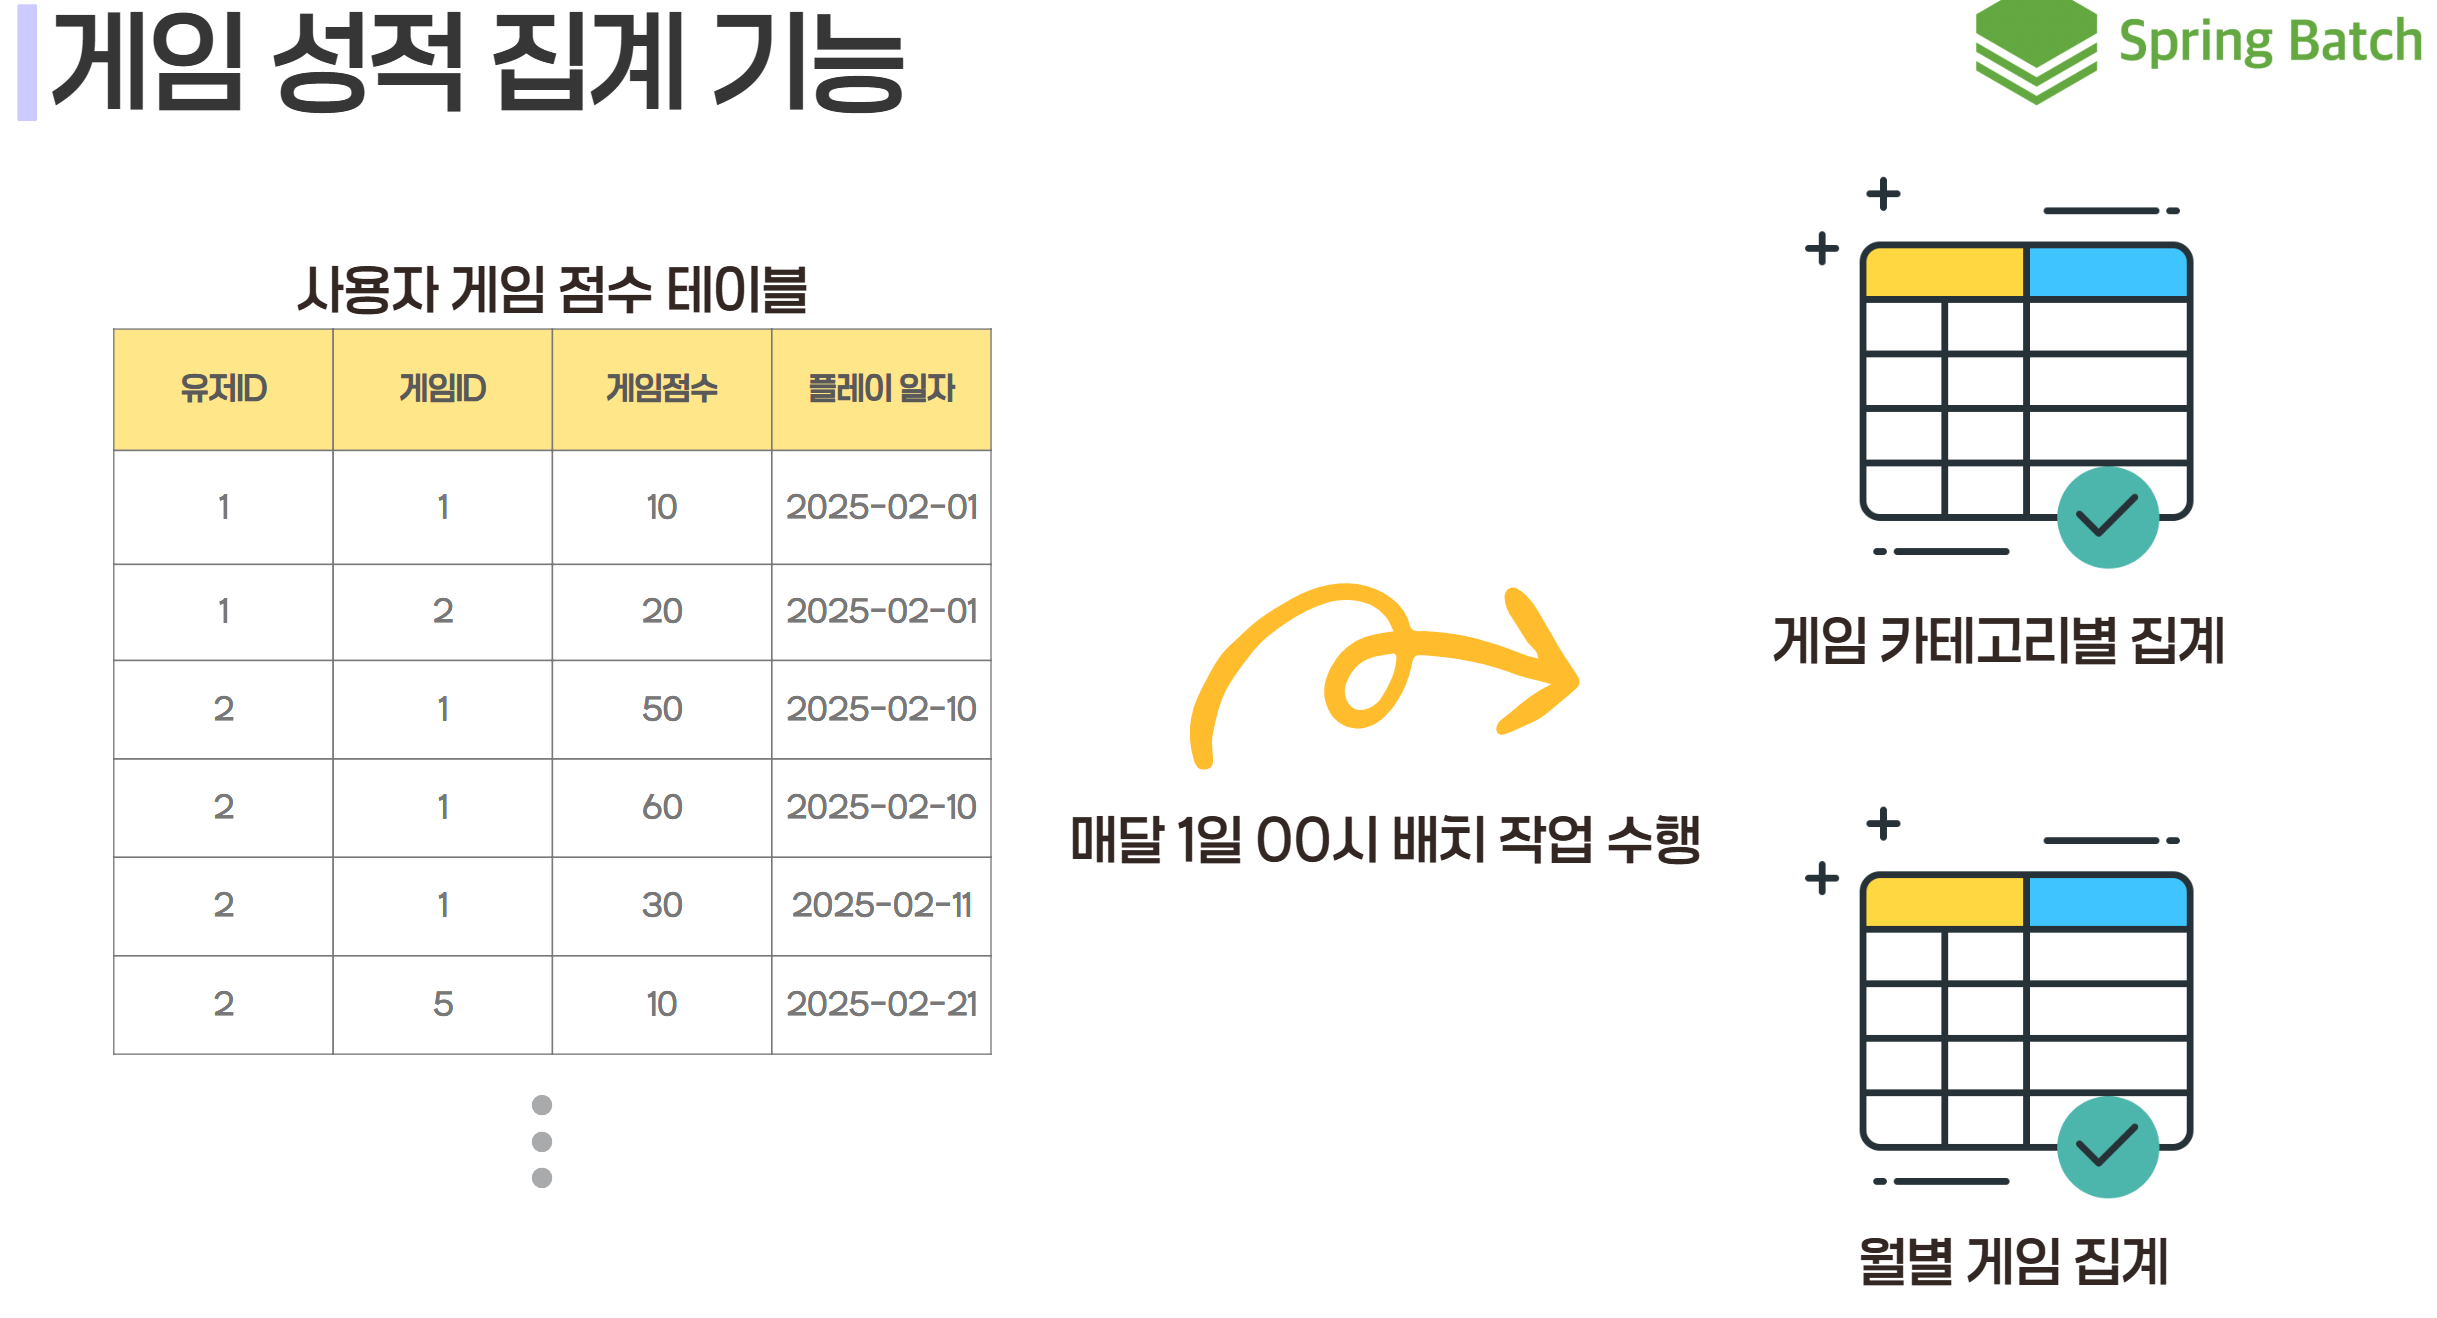 게임 성적 집계 기능
Spring Batch
사용자 게임 점수 테이블
유제ID 게임ID 게임점수 플레이 일자
1 1 10 2025-02-01
1 2 20 2025-02-01
2 1 50 2025-02-10
2 1 60 2025-02-10
2 1 30 2025-02-11
2 5 10 2025-02-21
매달 1일 00시 배치 작업 수행
게임 카테고리별 집계
월별 게임 집계